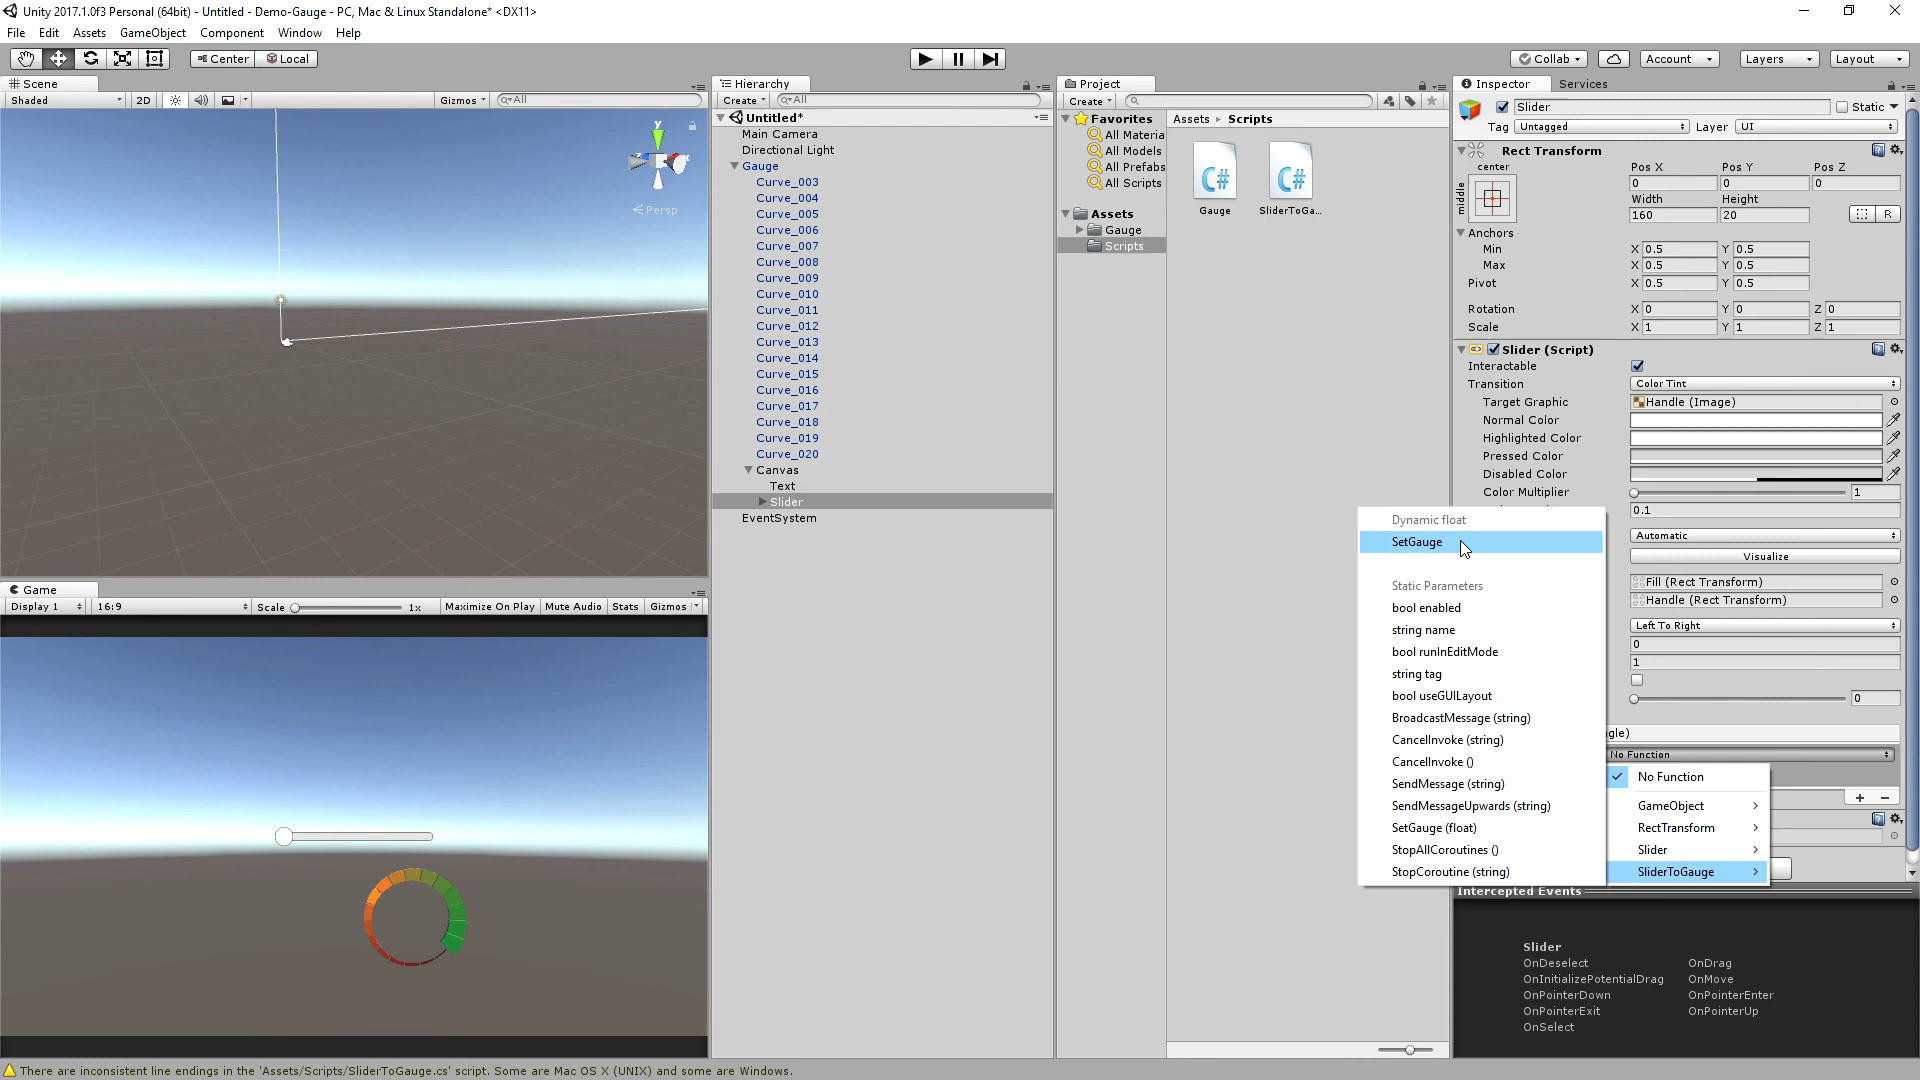 Unity 2017.1.0f3 Personal (64bit) - Untitled - Demo-Gauge - PC, Mac & Linux Standalone* <DX11>
File Edit Assets GameObject Component Window Help
Center Local
Collab Account Layers Layout
Scene
Shaded 2D Gizmos All
y
x
Persp
Game
Display 1 16:9 Scale 1x Maximize On Play Mute Audio Stats Gizmos
Hierarchy
Create All
Untitled*
Main Camera
Directional Light
Gauge
Curve_003
Curve_004
Curve_005
Curve_006
Curve_007
Curve_008
Curve_009
Curve_010
Curve_011
Curve_012
Curve_013
Curve_014
Curve_015
Curve_016
Curve_017
Curve_018
Curve_019
Curve_020
Canvas
Text
Slider
EventSystem
Project
Create
Favorites
All Materia
All Models
All Prefabs
All Scripts
Assets
Gauge
Scripts
Assets Scripts
C# C#
Gauge SliderToGa...
Inspector Services
Slider Static
Tag Untagged Layer UI
Rect Transform
center Pos X Pos Y Pos Z
middle 0 0 0
Width Height
160 20 R
Anchors
Min X 0.5 Y 0.5
Max X 0.5 Y 0.5
Pivot X 0.5 Y 0.5
Rotation X 0 Y 0 Z 0
Scale X 1 Y 1 Z 1
Slider (Script)
Interactable
Transition Color Tint
Target Graphic Handle (Image)
Normal Color
Highlighted Color
Pressed Color
Disabled Color
Color Multiplier 1
0.1
Automatic
Visualize
Fill (Rect Transform)
Handle (Rect Transform)
Left To Right
0
1
0
gle)
No Function
No Function
GameObject
RectTransform
Slider
SliderToGauge
Dynamic float
SetGauge
Static Parameters
bool enabled
string name
bool runInEditMode
string tag
bool useGUILayout
BroadcastMessage (string)
CancelInvoke (string)
CancelInvoke ()
SendMessage (string)
SendMessageUpwards (string)
SetGauge (float)
StopAllCoroutines ()
StopCoroutine (string)
Intercepted Events
Slider
OnDeselect OnDrag
OnInitializePotentialDrag OnMove
OnPointerDown OnPointerEnter
OnPointerExit OnPointerUp
OnSelect
There are inconsistent line endings in the 'Assets/Scripts/SliderToGauge.cs' script. Some are Mac OS X (UNIX) and some are Windows.